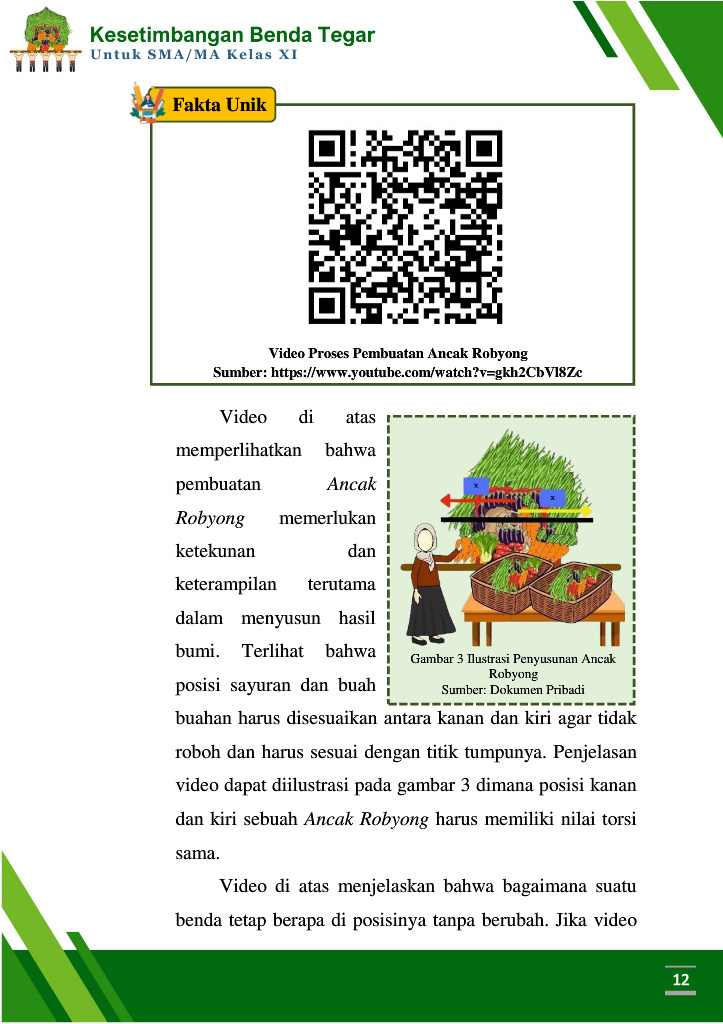 Kesetimbangan Benda Tegar
Untuk SMA/MA Kelas XI
Fakta Unik
Video Proses Pembuatan Ancak Robyong
Sumber: https://www.youtube.com/watch?v=gkh2CbVl8Zc
Video di atas
memperlihatkan bahwa
pembuatan Ancak
Robyong memerlukan
ketekunan dan
keterampilan terutama
dalam menyusun hasil
bumi. Terlihat bahwa
posisi sayuran dan buah
x
x
Gambar 3 Ilustrasi Penyusunan Ancak
Robyong
Sumber: Dokumen Pribadi
buahan harus disesuaikan antara kanan dan kiri agar tidak
roboh dan harus sesuai dengan titik tumpunya. Penjelasan
video dapat diilustrasi pada gambar 3 dimana posisi kanan
dan kiri sebuah Ancak Robyong harus memiliki nilai torsi
sama.
Video di atas menjelaskan bahwa bagaimana suatu
benda tetap berapa di posisinya tanpa berubah. Jika video
12